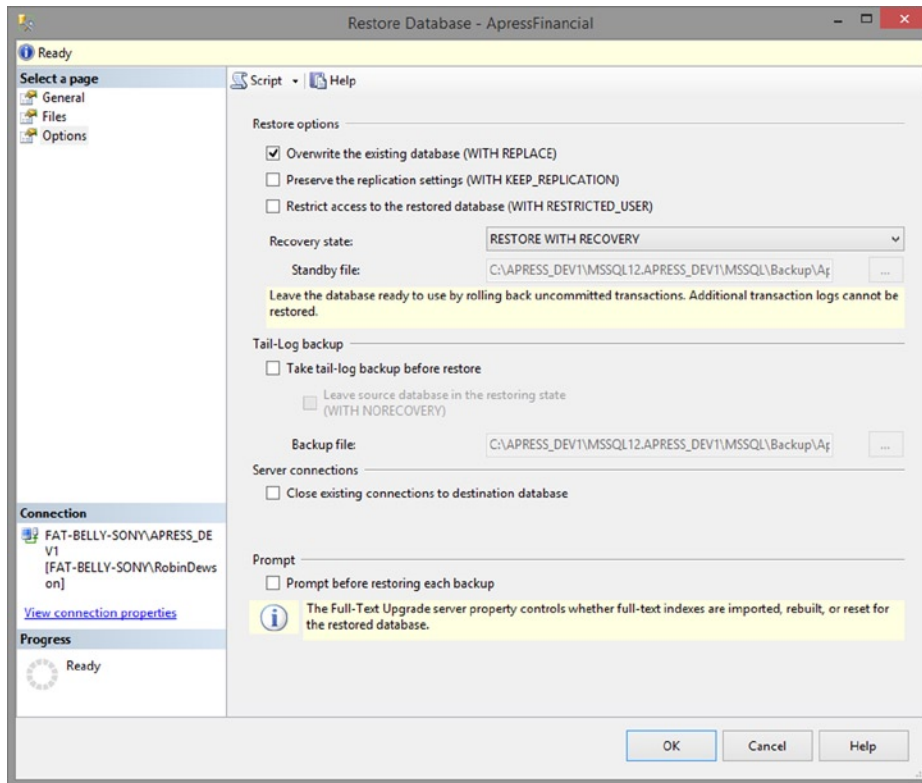 Restore Database - ApressFinancial
Ready
Select a page
General
Files
Options
Script
Help
Restore options
Overwrite the existing database (WITH REPLACE)
Preserve the replication settings (WITH KEEP_REPLICATION)
Restrict access to the restored database (WITH RESTRICTED_USER)
Recovery state:
RESTORE WITH RECOVERY
Standby file:
C:\APRESS_DEV1\MSSQL12.APRESS_DEV1\MSSQL\Backup\Ap
...
Leave the database ready to use by rolling back uncommitted transactions. Additional transaction logs cannot be
restored.
Tail-Log backup
Take tail-log backup before restore
Leave source database in the restoring state
(WITH NORECOVERY)
Backup file:
C:\APRESS_DEV1\MSSQL12.APRESS_DEV1\MSSQL\Backup\Ap
...
Server connections
Close existing connections to destination database
Connection
FAT-BELLY-SONY\APRESS_DE
V1
[FAT-BELLY-SONY\RobinDews
on]
View connection properties
Progress
Ready
Prompt
Prompt before restoring each backup
The Full-Text Upgrade server property controls whether full-text indexes are imported, rebuilt, or reset for
the restored database.
OK
Cancel
Help